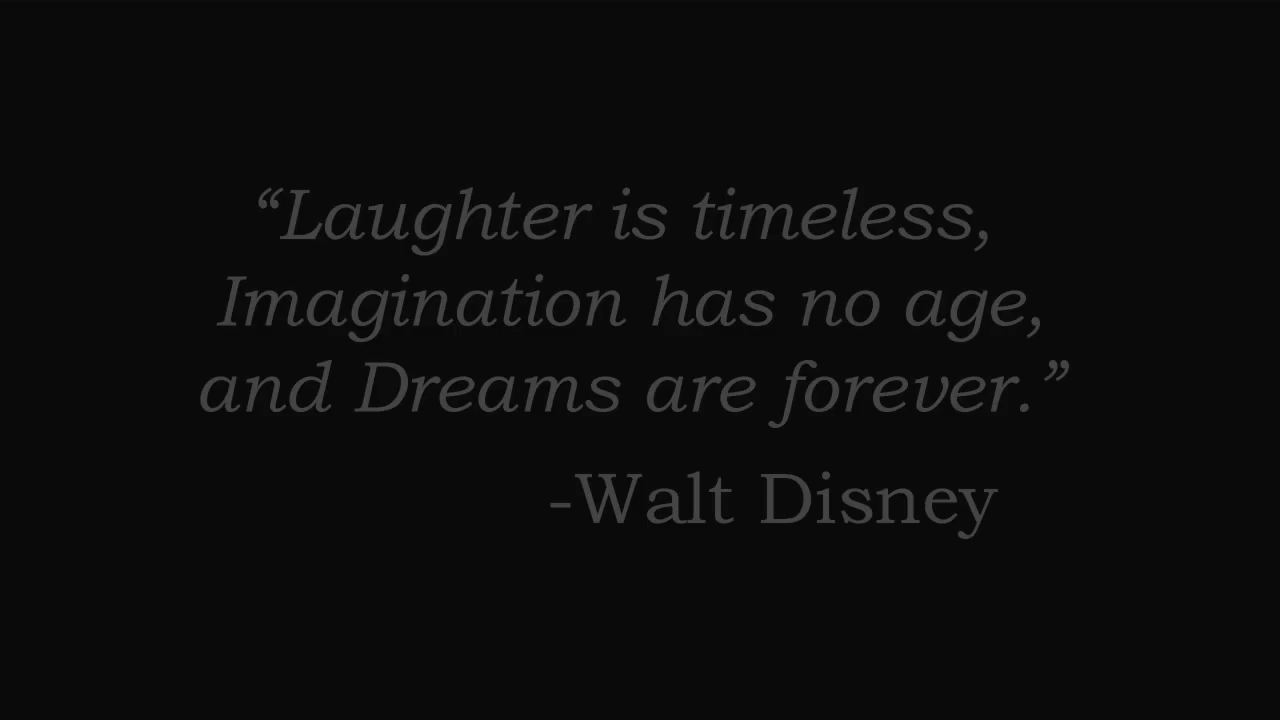 “Laughter is timeless,
Imagination has no age,
and Dreams are forever.”
-Walt Disney